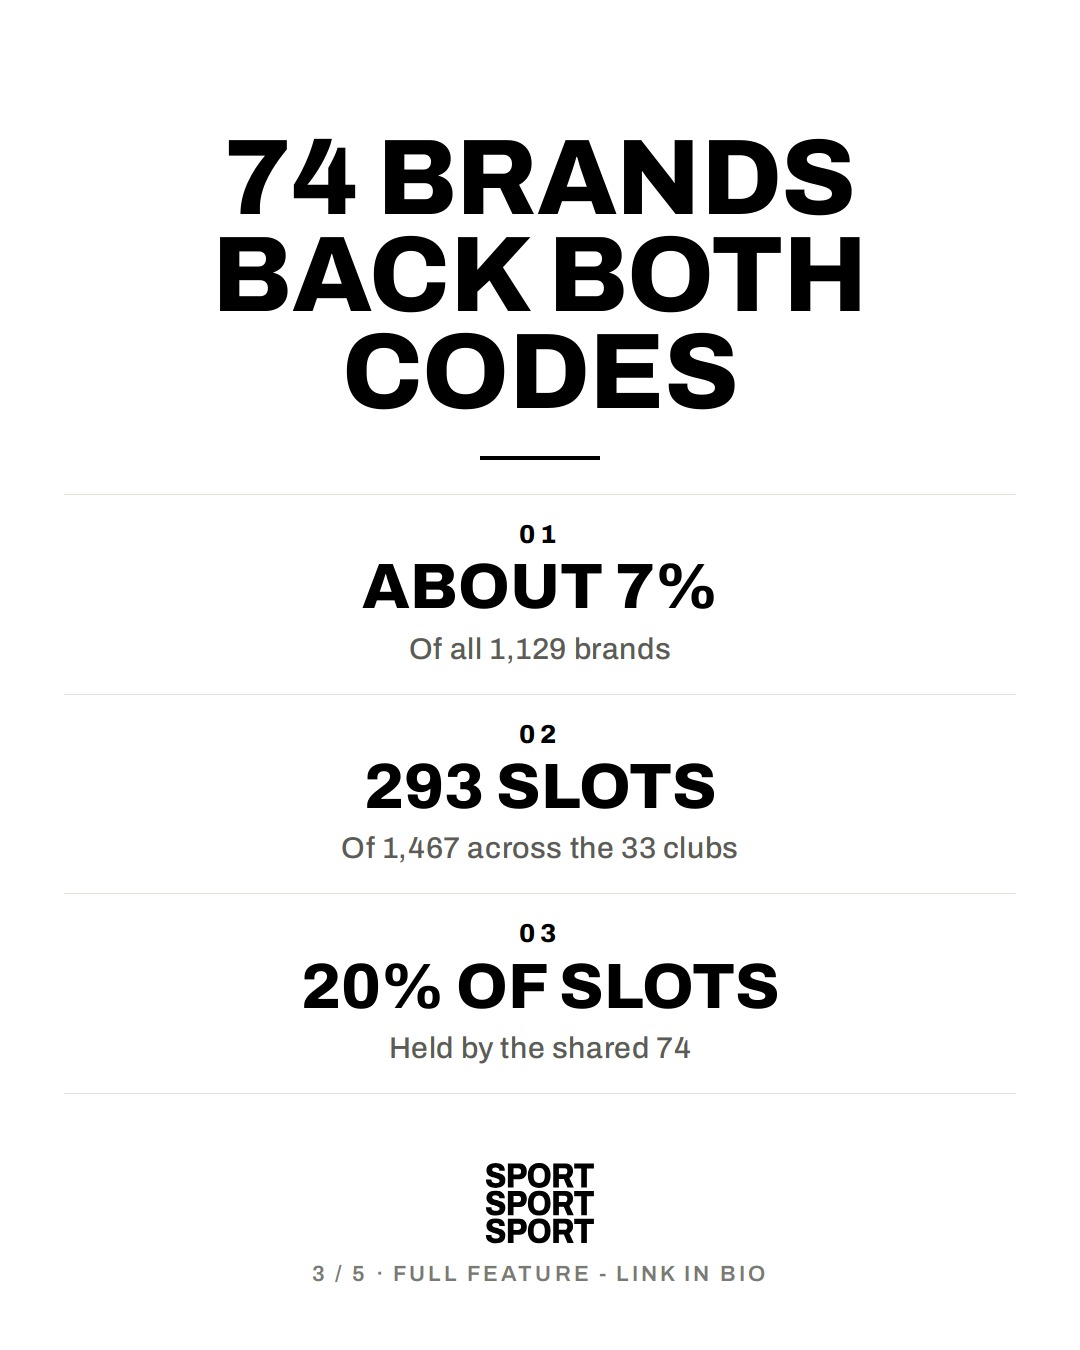 74 BRANDS
BACK BOTH
CODES
01
ABOUT 7%
Of all 1,129 brands
02
293 SLOTS
Of 1,467 across the 33 clubs
03
20% OF SLOTS
Held by the shared 74
SPORT
SPORT
SPORT
3 / 5 · FULL FEATURE - LINK IN BIO